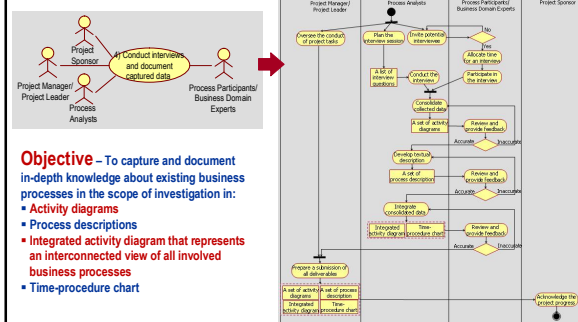 Project
Sponsor
4) Conduct interviews
and document
captured data
Project Manager/
Project Leader
Process
Analysts
Process Participants/
Business Domain
Experts
Objective – To capture and document
in-depth knowledge about existing business
processes in the scope of investigation in:
▪ Activity diagrams
▪ Process descriptions
▪ Integrated activity diagram that represents
an interconnected view of all involved
business processes
▪ Time-procedure chart
Project Manager/
Project Leader
Process Analysts
Process Participants/
Business Domain Experts
Project Sponsor
Oversee the conduct
of project tasks
Plan the
interview session
Invite potential
interviewee
No
Yes
Allocate time
for an interview
A list of
interview
questions
Conduct the
interview
Participate in
the interview
Consolidate
collected data
A set of activity
diagrams
Review and
provide feedback
Accurate
Inaccurate
Develop textual
description
A set of
process description
Review and
provide feedback
Accurate
Inaccurate
Integrate
consolidated data
Integrated
activity diagram
Time-
procedure chart
Review and
provide feedback
Accurate
Inaccurate
Prepare a submission of
all deliverables
A set of activity
diagrams
A set of process
description
Integrated
activity diagram
Time-
procedure chart
Acknowledge the
project progress